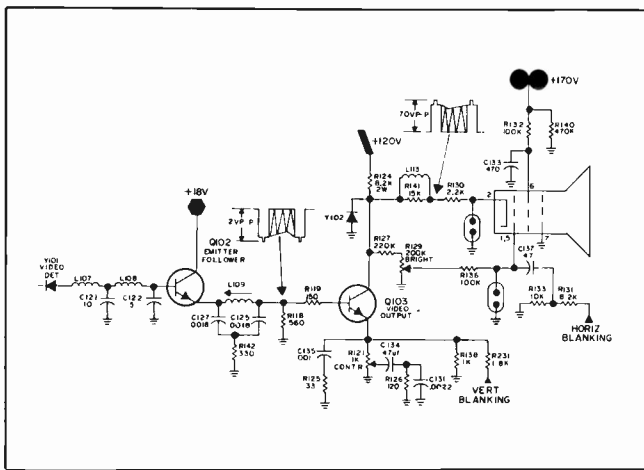 +170V
70VP-P
+120V
R132
100K
R140
470K
C133
470
R124
8.2K
2W
L113
R141
15K
R130
2.2K
2
6
7
1,5
+18V
2VP-P
Y102
R127
220K
R129
200K
BRIGHT
C137
47
Q102
EMITTER
FOLLOWER
Y101
VIDEO
DET
L107
L108
L109
R119
150
R136
100K
R133
10K
R131
8.2K
HORIZ
BLANKING
C121
10
C122
5
C127
.0018
C125
.0018
R118
560
Q103
VIDEO
OUTPUT
R142
330
C135
.001
R121
1K
CONTR
C134
47uf
R138
1K
R231
1.8K
R125
33
R126
120
C131
.0022
VERT
BLANKING